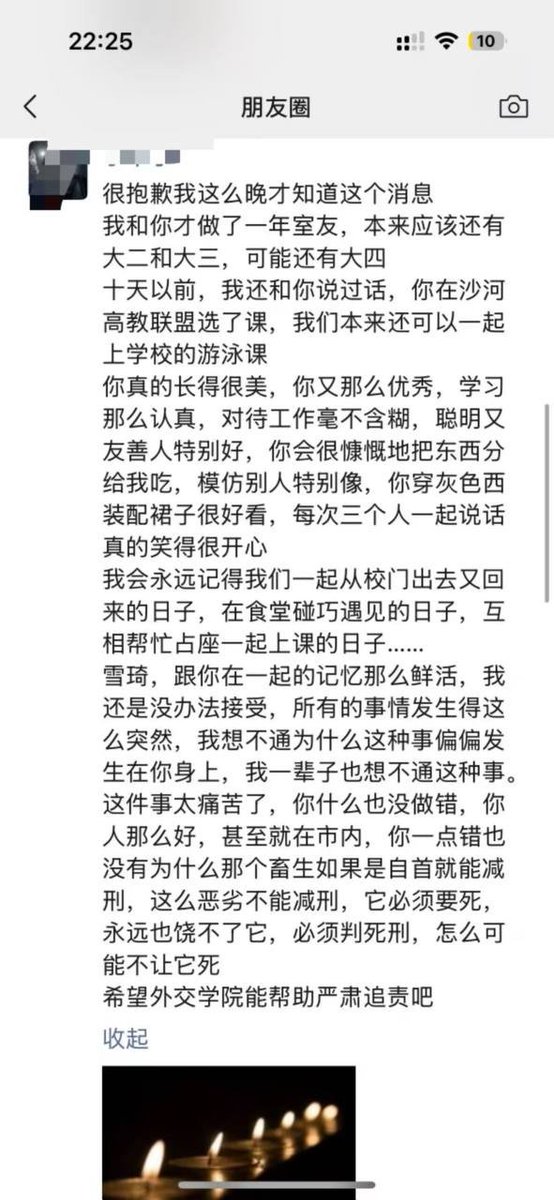 22:25
10
朋友圈
很抱歉我这么晚才知道这个消息
我和你才做了一年室友，本来应该还有
大二和大三，可能还有大四
十天以前，我还和你说过话，你在沙河
高教联盟选了课，我们本来还可以一起
上学校的游泳课
你真的长得很美，你又那么优秀，学习
那么认真，对待工作毫不含糊，聪明又
友善人特别好，你会很慷慨地把东西分
给我吃，模仿别人特别像，你穿灰色西
装配裙子很好看，每次三个人一起说话
真的笑得很开心
我会永远记得我们一起从校门出去又回
来的日子，在食堂碰巧遇见的日子，互
相帮忙占座一起上课的日子……
雪琦，跟你在一起的记忆那么鲜活，我
还是没办法接受，所有的事情发生得这
么突然，我想不通为什么这种事偏偏发
生在你身上，我一辈子也想不通这种事。
这件事太痛苦了，你什么也没做错，你
人那么好，甚至就在市内，你一点错也
没有为什么那个畜生如果是自首就能减
刑，这么恶劣不能减刑，它必须要死，
永远也饶不了它，必须判死刑，怎么可
能不让它死
希望外交学院能帮助严肃追责吧
收起